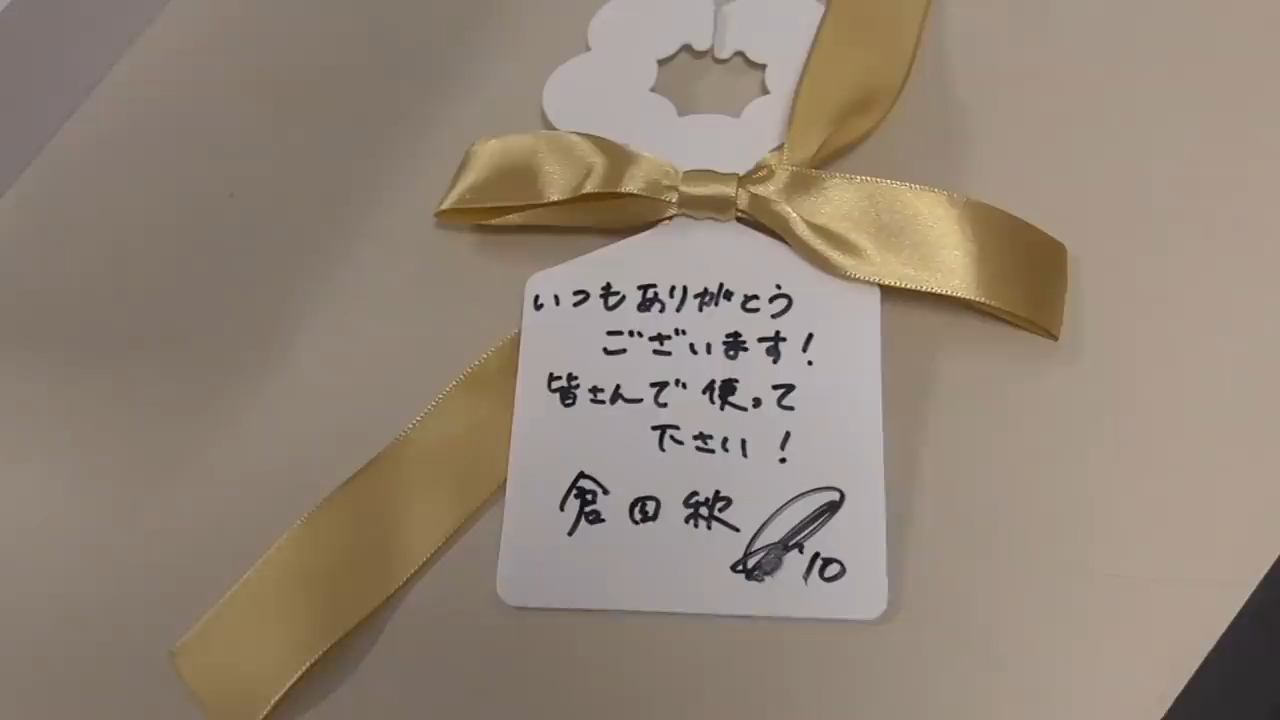 いつもありがとう
ございます!
皆さんで使って
下さい!
倉田秋
10